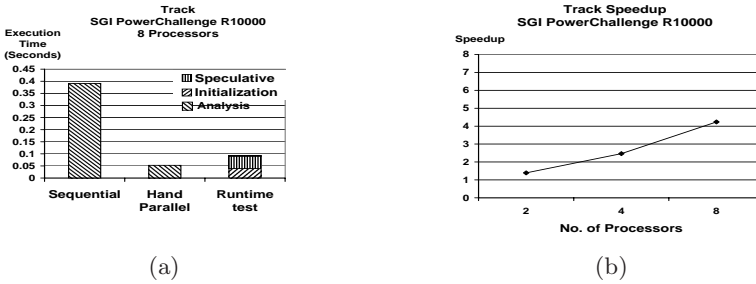 Track
SGI PowerChallenge R10000
8 Processors
Execution
Time
(Seconds)
0.45
0.4
0.35
0.3
0.25
0.2
0.15
0.1
0.05
0
Speculative
Initialization
Analysis
Sequential
Hand
Parallel
Runtime
test
(a)
Track Speedup
SGI PowerChallenge R10000
Speedup
8
7
6
5
4
3
2
1
0
2 4 8
No. of Processors
(b)